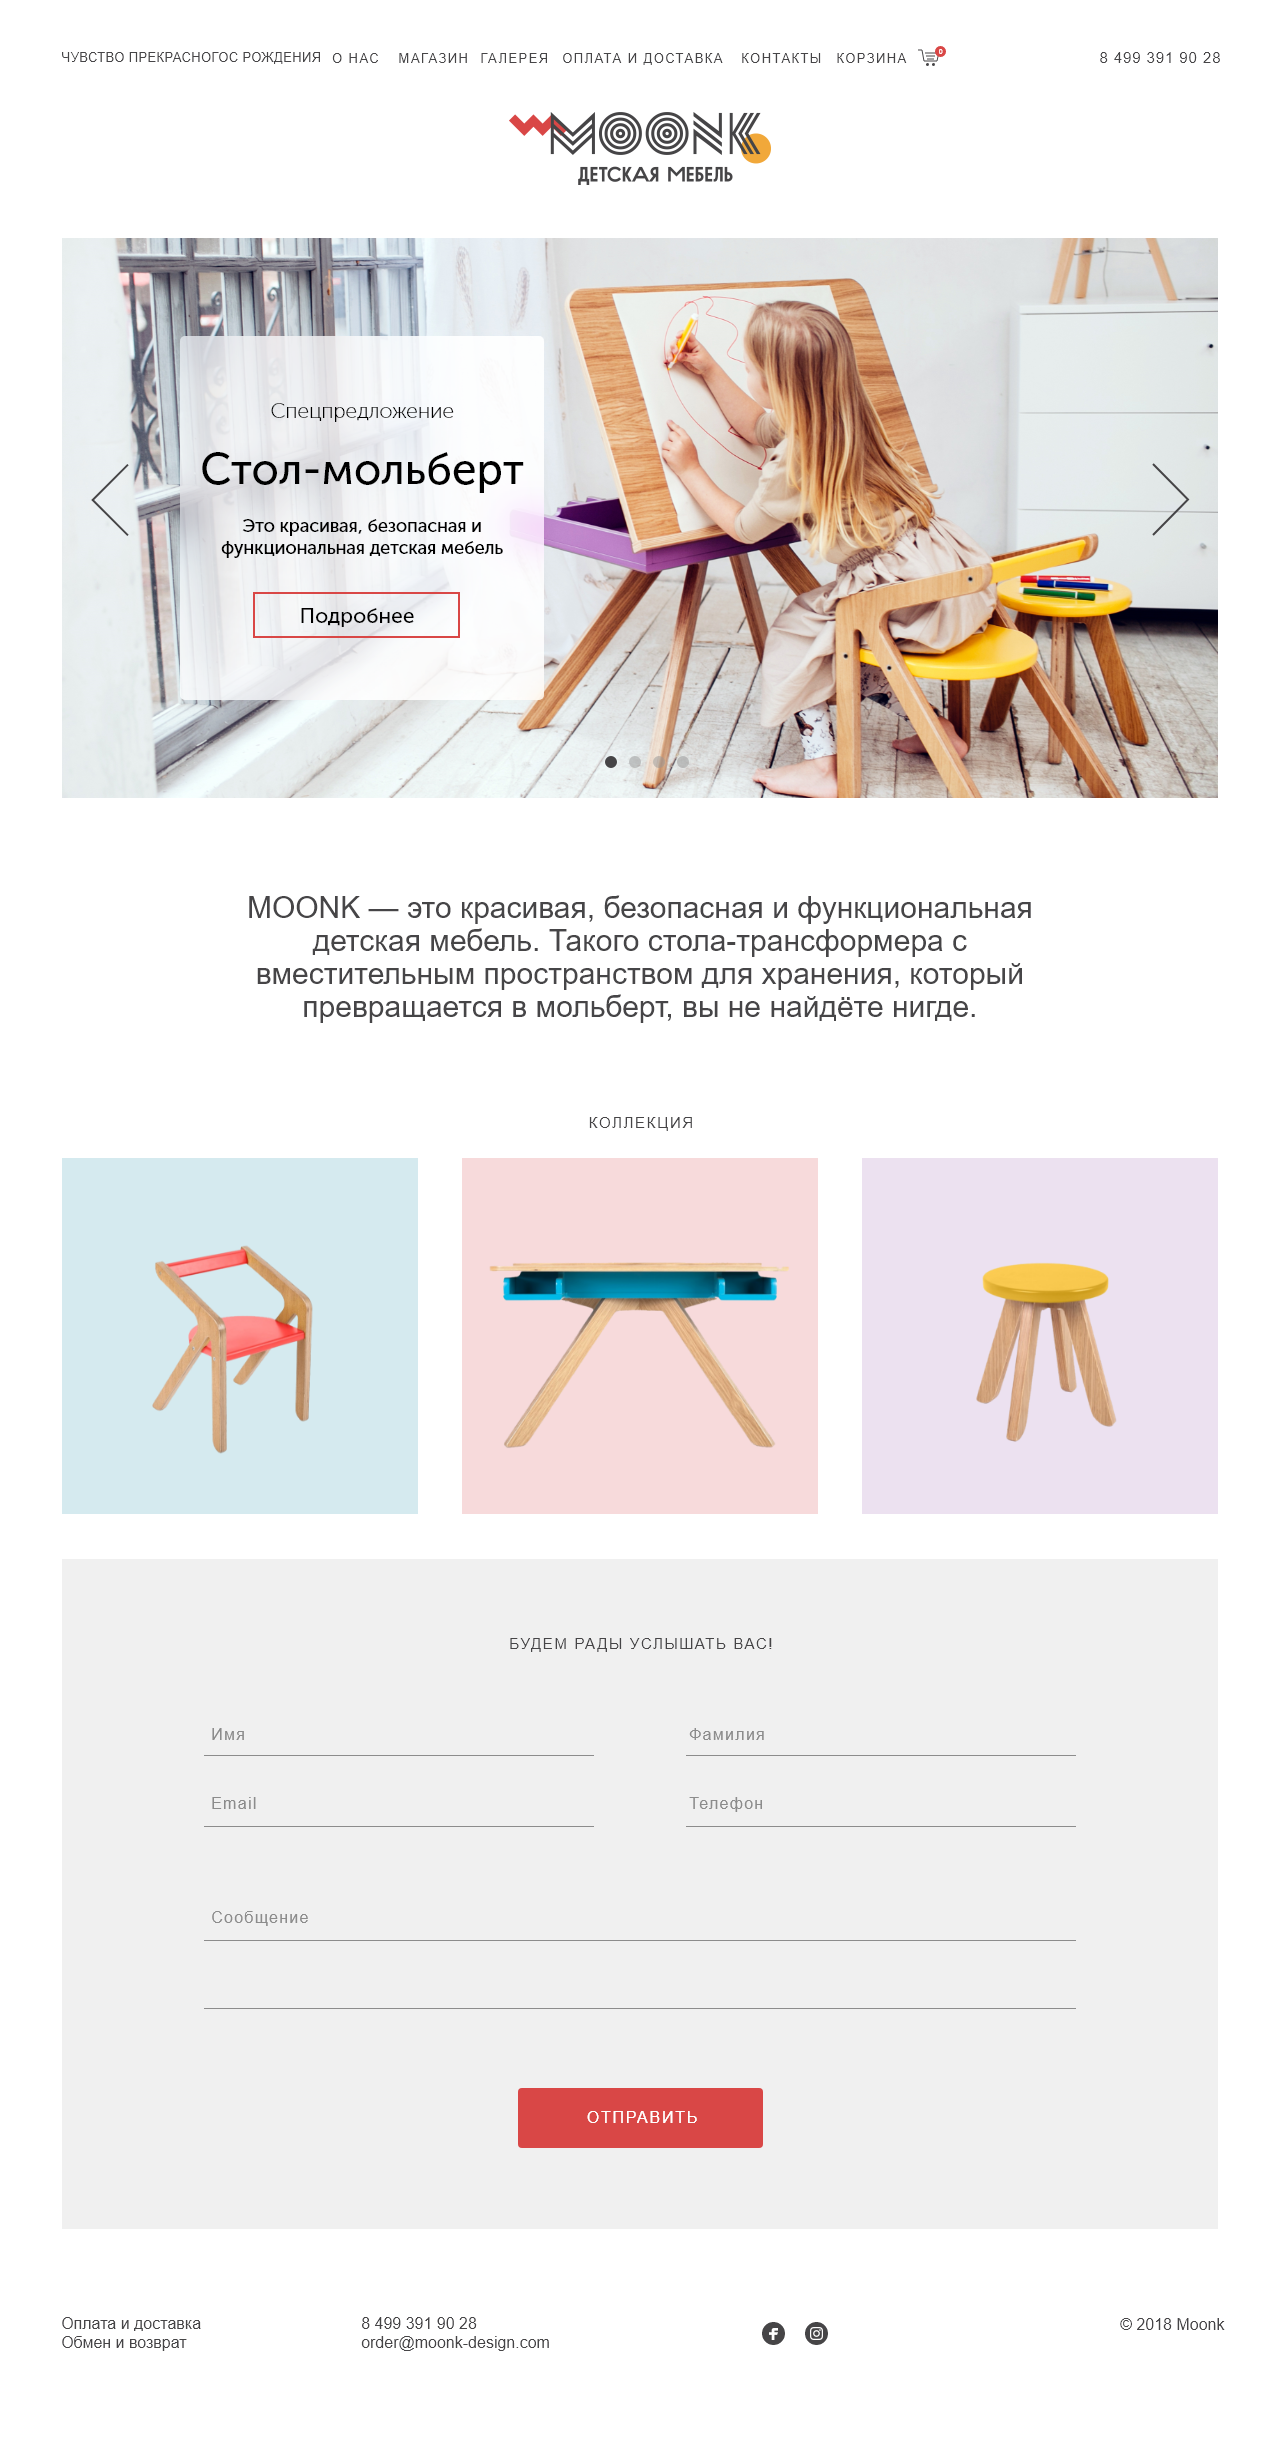 ЧУВСТВО ПРЕКРАСНОГОС РОЖДЕНИЯ О НАС МАГАЗИН ГАЛЕРЕЯ ОПЛАТА И ДОСТАВКА КОНТАКТЫ КОРЗИНА 0 8 499 391 90 28
MOONK
ДЕТСКАЯ МЕБЕЛЬ
Спецпредложение
Стол-мольберт
Это красивая, безопасная и
функциональная детская мебель
Подробнее
MOONK — это красивая, безопасная и функциональная
детская мебель. Такого стола-трансформера с
вместительным пространством для хранения, который
превращается в мольберт, вы не найдёте нигде.
КОЛЛЕКЦИЯ
БУДЕМ РАДЫ УСЛЫШАТЬ ВАС!
Имя Фамилия
Email Телефон
Сообщение
ОТПРАВИТЬ
Оплата и доставка 8 499 391 90 28 © 2018 Moonk
Обмен и возврат order@moonk-design.com